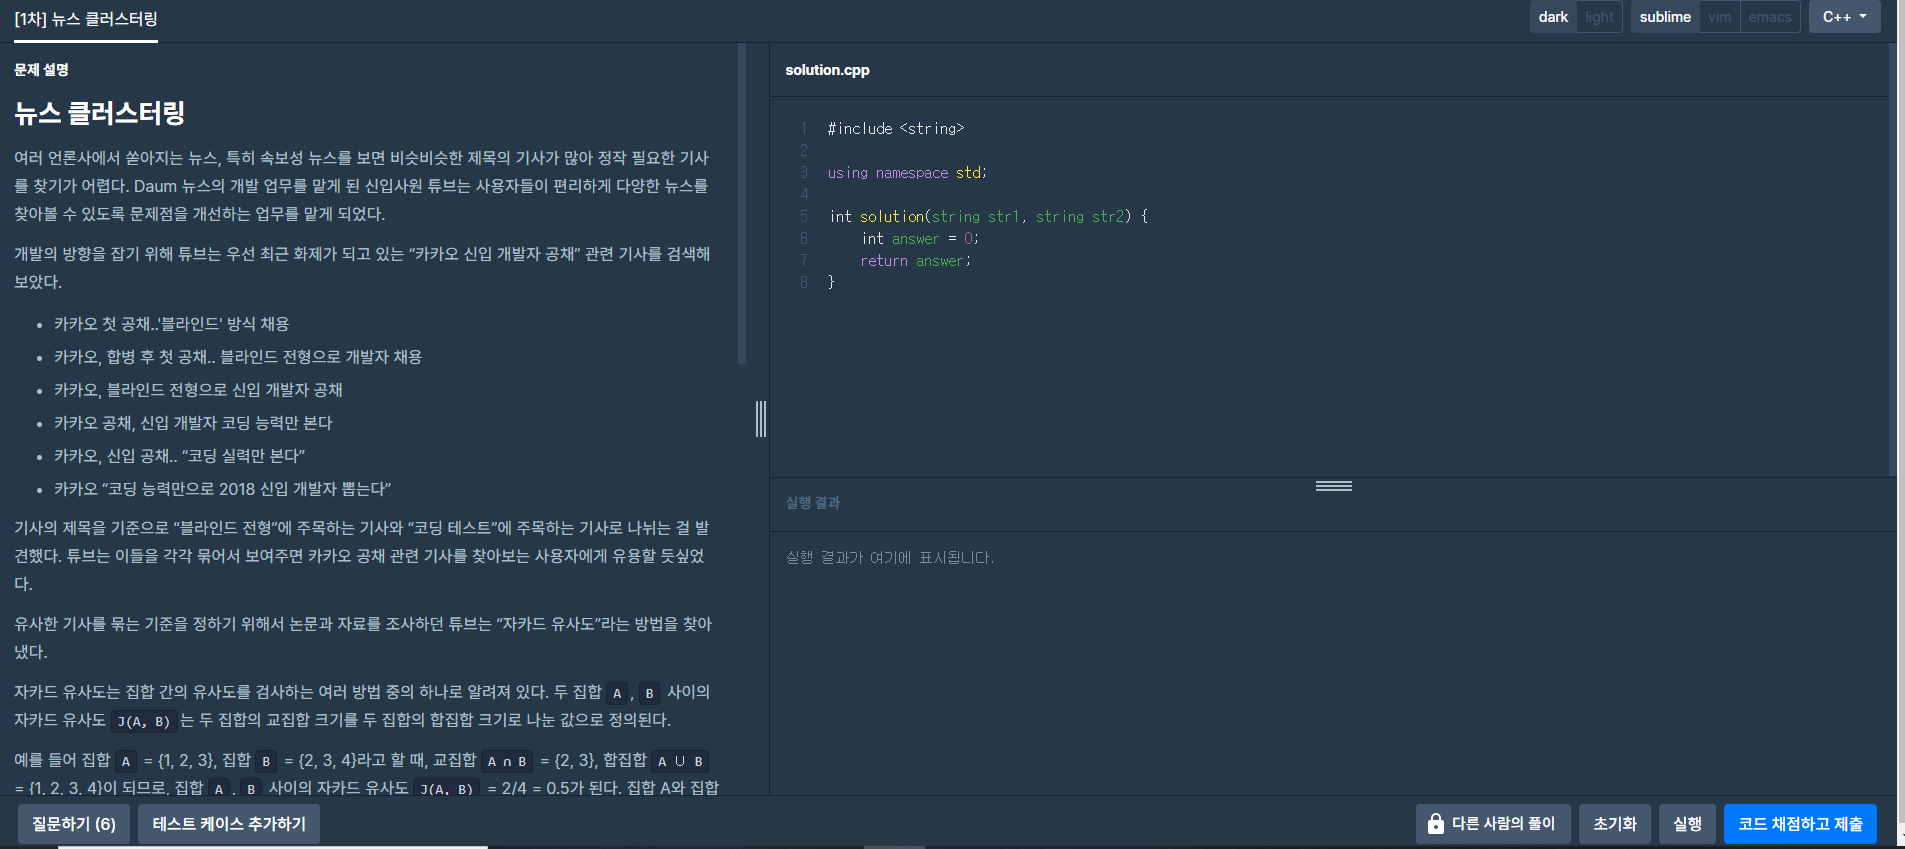 [1차] 뉴스 클러스터링
dark light sublime vim emacs C++
문제 설명
뉴스 클러스터링
여러 언론사에서 쏟아지는 뉴스, 특히 속보성 뉴스를 보면 비슷비슷한 제목의 기사가 많아 정작 필요한 기사
를 찾기가 어렵다. Daum 뉴스의 개발 업무를 맡게 된 신입사원 튜브는 사용자들이 편리하게 다양한 뉴스를
찾아볼 수 있도록 문제점을 개선하는 업무를 맡게 되었다.
개발의 방향을 잡기 위해 튜브는 우선 최근 화제가 되고 있는 “카카오 신입 개발자 공채” 관련 기사를 검색해
보았다.
• 카카오 첫 공채..'블라인드' 방식 채용
• 카카오, 합병 후 첫 공채.. 블라인드 전형으로 개발자 채용
• 카카오, 블라인드 전형으로 신입 개발자 공채
• 카카오 공채, 신입 개발자 코딩 능력만 본다
• 카카오, 신입 공채.. “코딩 실력만 본다”
• 카카오 “코딩 능력만으로 2018 신입 개발자 뽑는다”
기사의 제목을 기준으로 “블라인드 전형”에 주목하는 기사와 “코딩 테스트”에 주목하는 기사로 나뉘는 걸 발
견했다. 튜브는 이들을 각각 묶어서 보여주면 카카오 공채 관련 기사를 찾아보는 사용자에게 유용할 듯싶었
다.
유사한 기사를 묶는 기준을 정하기 위해서 논문과 자료를 조사하던 튜브는 “자카드 유사도”라는 방법을 찾아
냈다.
자카드 유사도는 집합 간의 유사도를 검사하는 여러 방법 중의 하나로 알려져 있다. 두 집합 A, B 사이의
자카드 유사도 J(A, B) 는 두 집합의 교집합 크기를 두 집합의 합집합 크기로 나눈 값으로 정의된다.
예를 들어 집합 A = {1, 2, 3}, 집합 B = {2, 3, 4}라고 할 때, 교집합 A ∩ B = {2, 3}, 합집합 A ∪ B
= {1, 2, 3, 4}이 되므로, 집합 A, B 사이의 자카드 유사도 J(A, B) = 2/4 = 0.5가 된다. 집합 A와 집합
solution.cpp
1 #include <string>
2
3 using namespace std;
4
5 int solution(string str1, string str2) {
6 int answer = 0;
7 return answer;
8 }
실행 결과
실행 결과가 여기에 표시됩니다.
질문하기 (6) 테스트 케이스 추가하기 다른 사람의 풀이 초기화 실행 코드 채점하고 제출